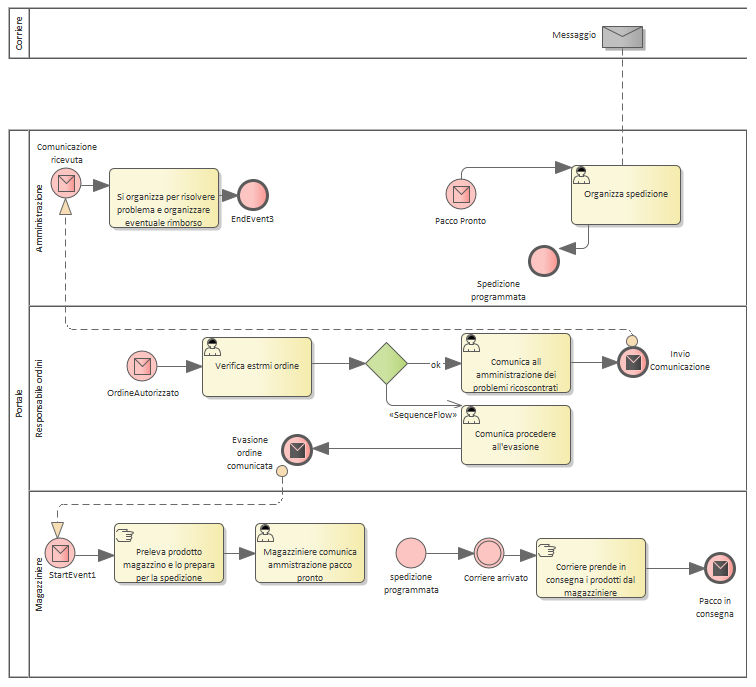 Corriere
Messaggio
Portale
Amministrazione
Comunicazione
ricevuta
Si organizza per risolvere
problema e organizzare
eventuale rimborso
EndEvent3
Pacco Pronto
Organizza spedizione
Spedizione
programmata
Responsable ordini
OrdineAutorizzato
Verifica estrmi ordine
ok
Comunica all
amministrazione dei
problemi ricoscontrati
Invio
Comunicazione
«SequenceFlow»
Comunica procedere
all'evasione
Evasione
ordine
comunicata
Magazziniere
StartEvent1
Preleva prodotto
magazzino e lo prepara
per la spedizione
Magazziniere comunica
ammistrazione pacco
pronto
spedizione
programmata
Corriere arrivato
Corriere prende in
consegna i prodotti dal
magazziniere
Pacco in
consegna